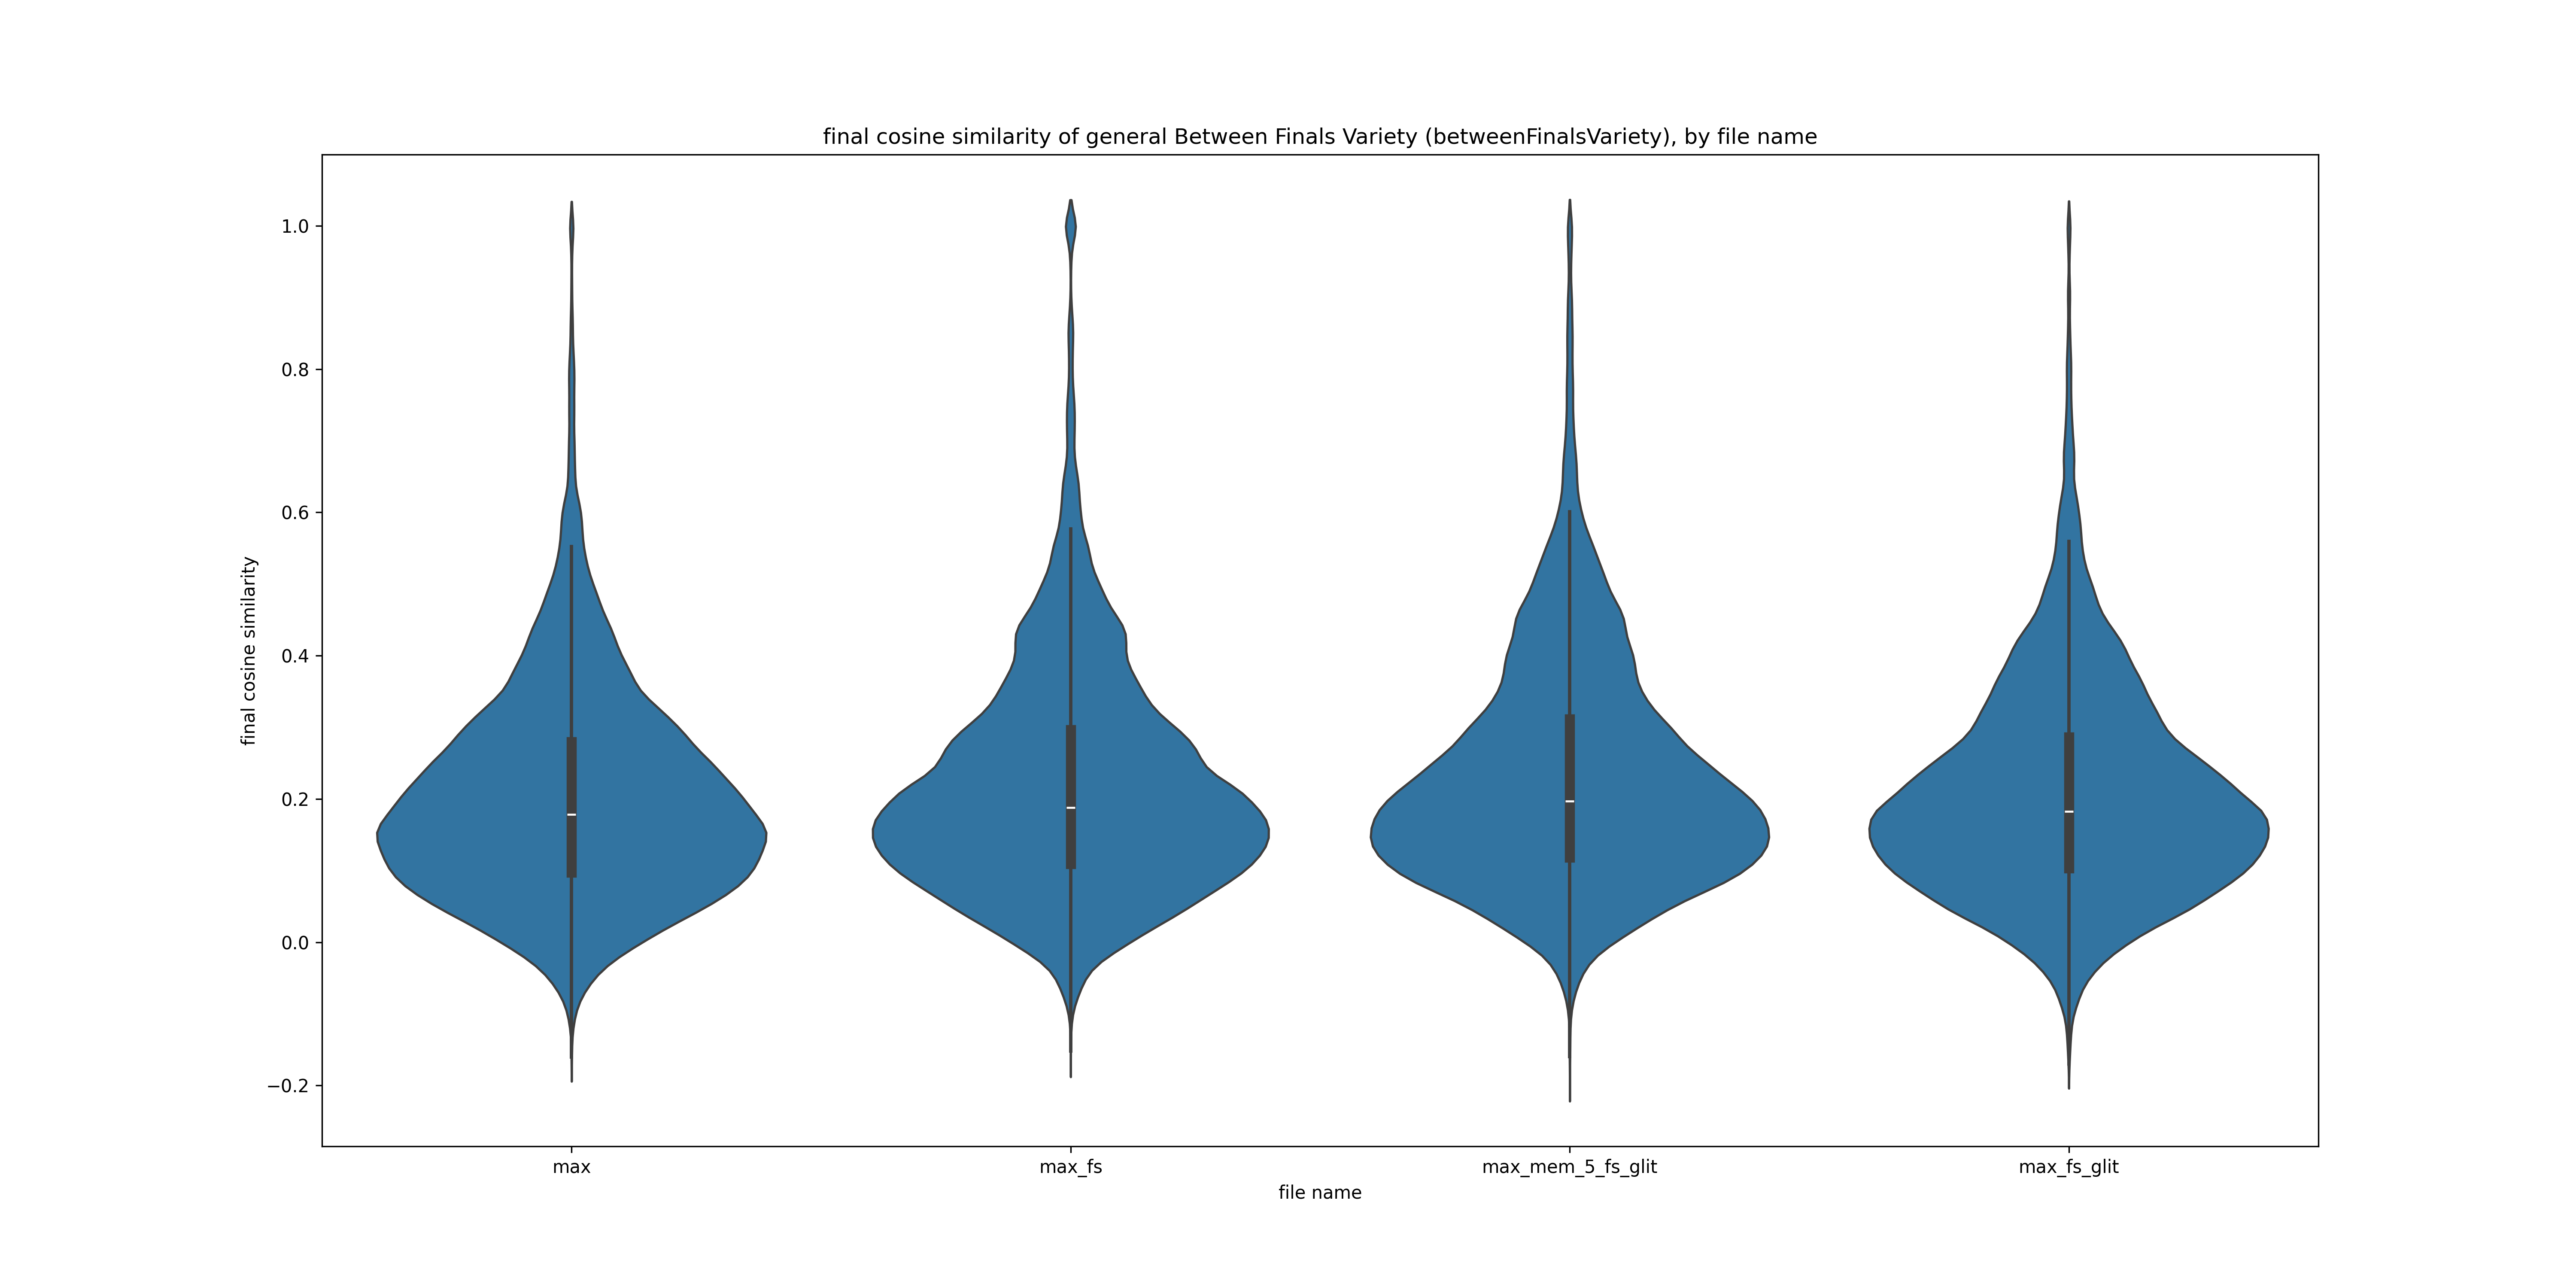 final cosine similarity of general Between Finals Variety (betweenFinalsVariety), by file name
1.0
0.8
0.6
0.4
0.2
0.0
−0.2
final cosine similarity
max max_fs max_mem_5_fs_glit max_fs_glit
file name